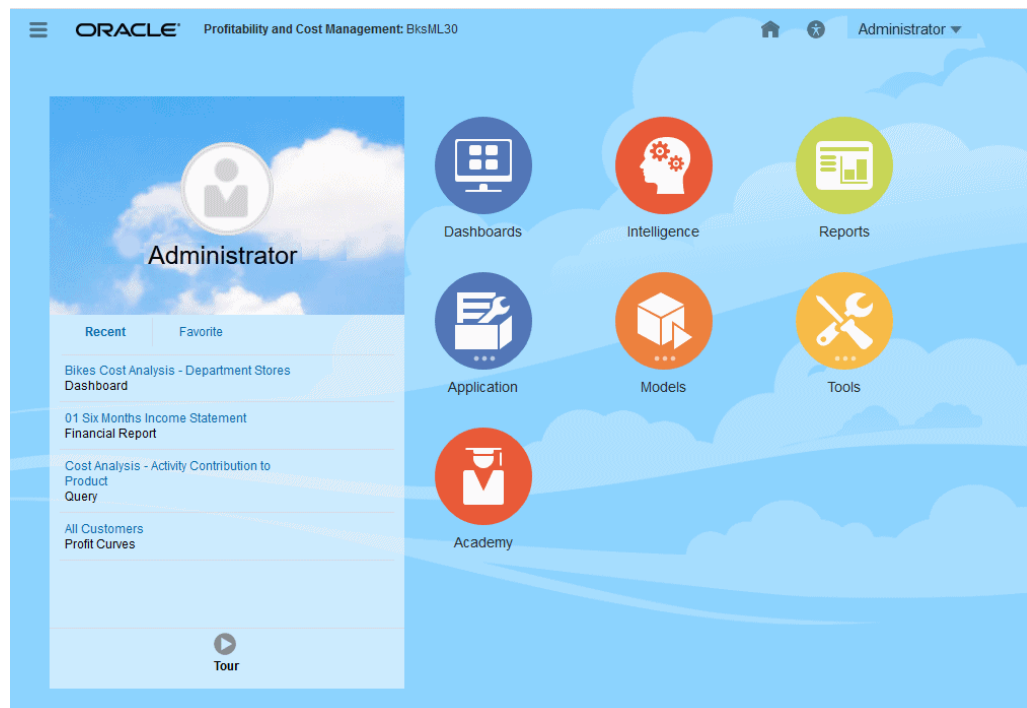 ORACLE® Profitability and Cost Management: BksML30 Administrator
Administrator
Recent Favorite
Bikes Cost Analysis - Department Stores
Dashboard
01 Six Months Income Statement
Financial Report
Cost Analysis - Activity Contribution to
Product
Query
All Customers
Profit Curves
Tour
Dashboards Intelligence Reports
Application Models Tools
Academy